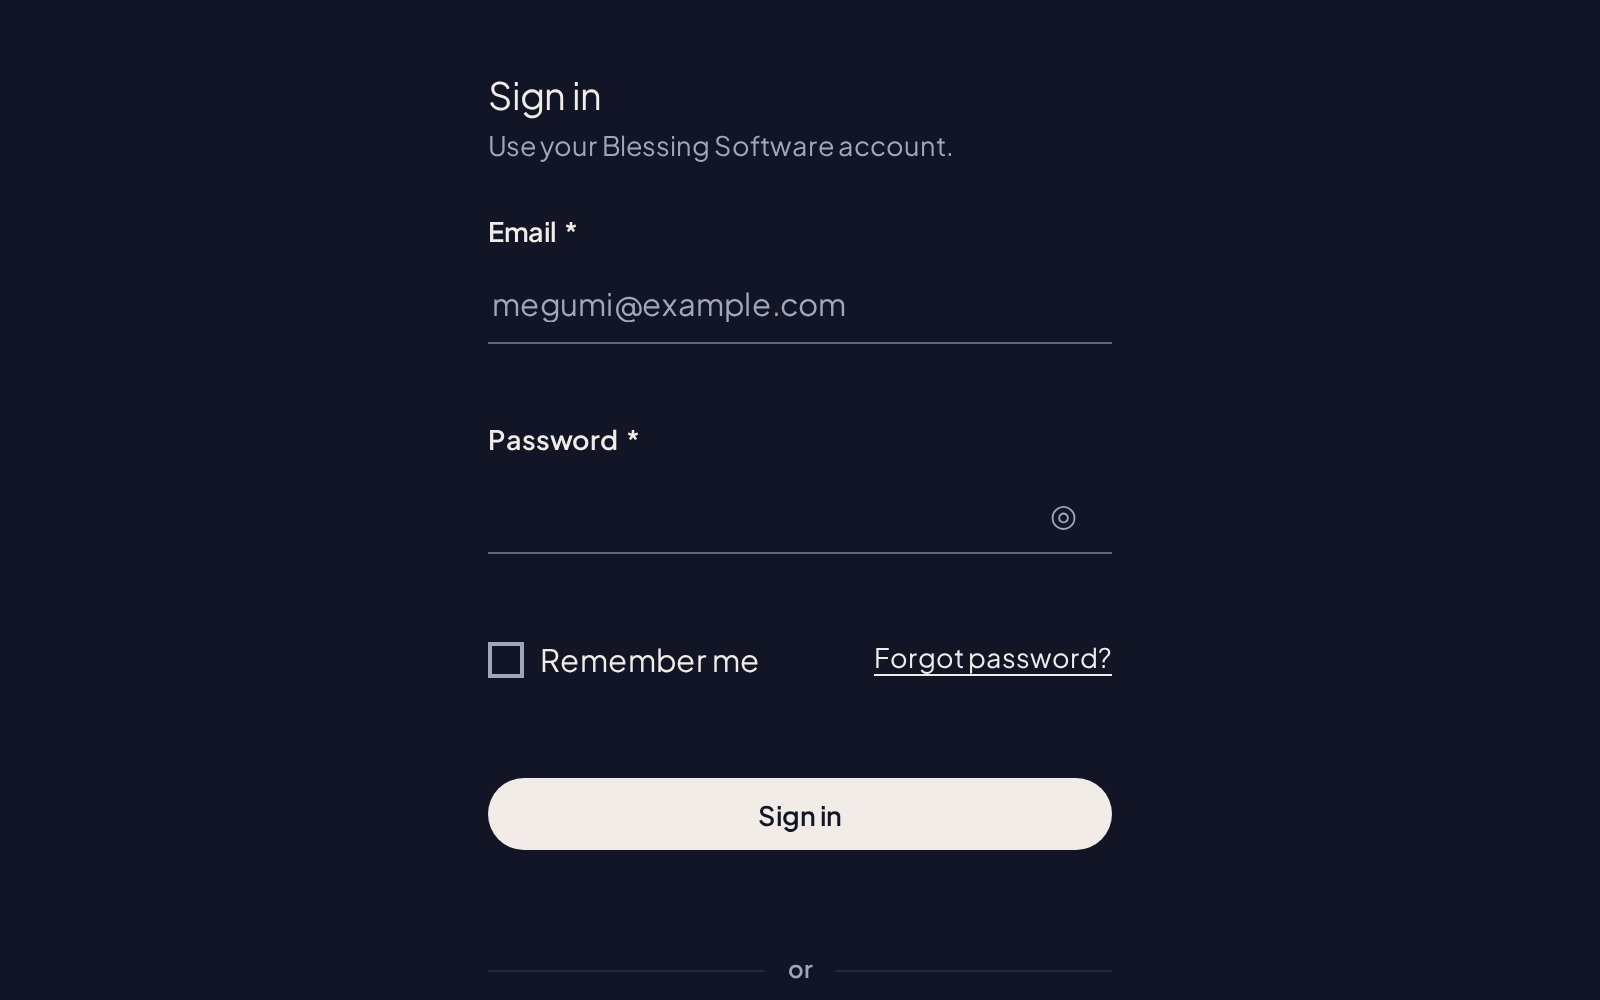 Sign in
Use your Blessing Software account.
Email *
megumi@example.com
Password *
Remember me
Forgot password?
Sign in
or